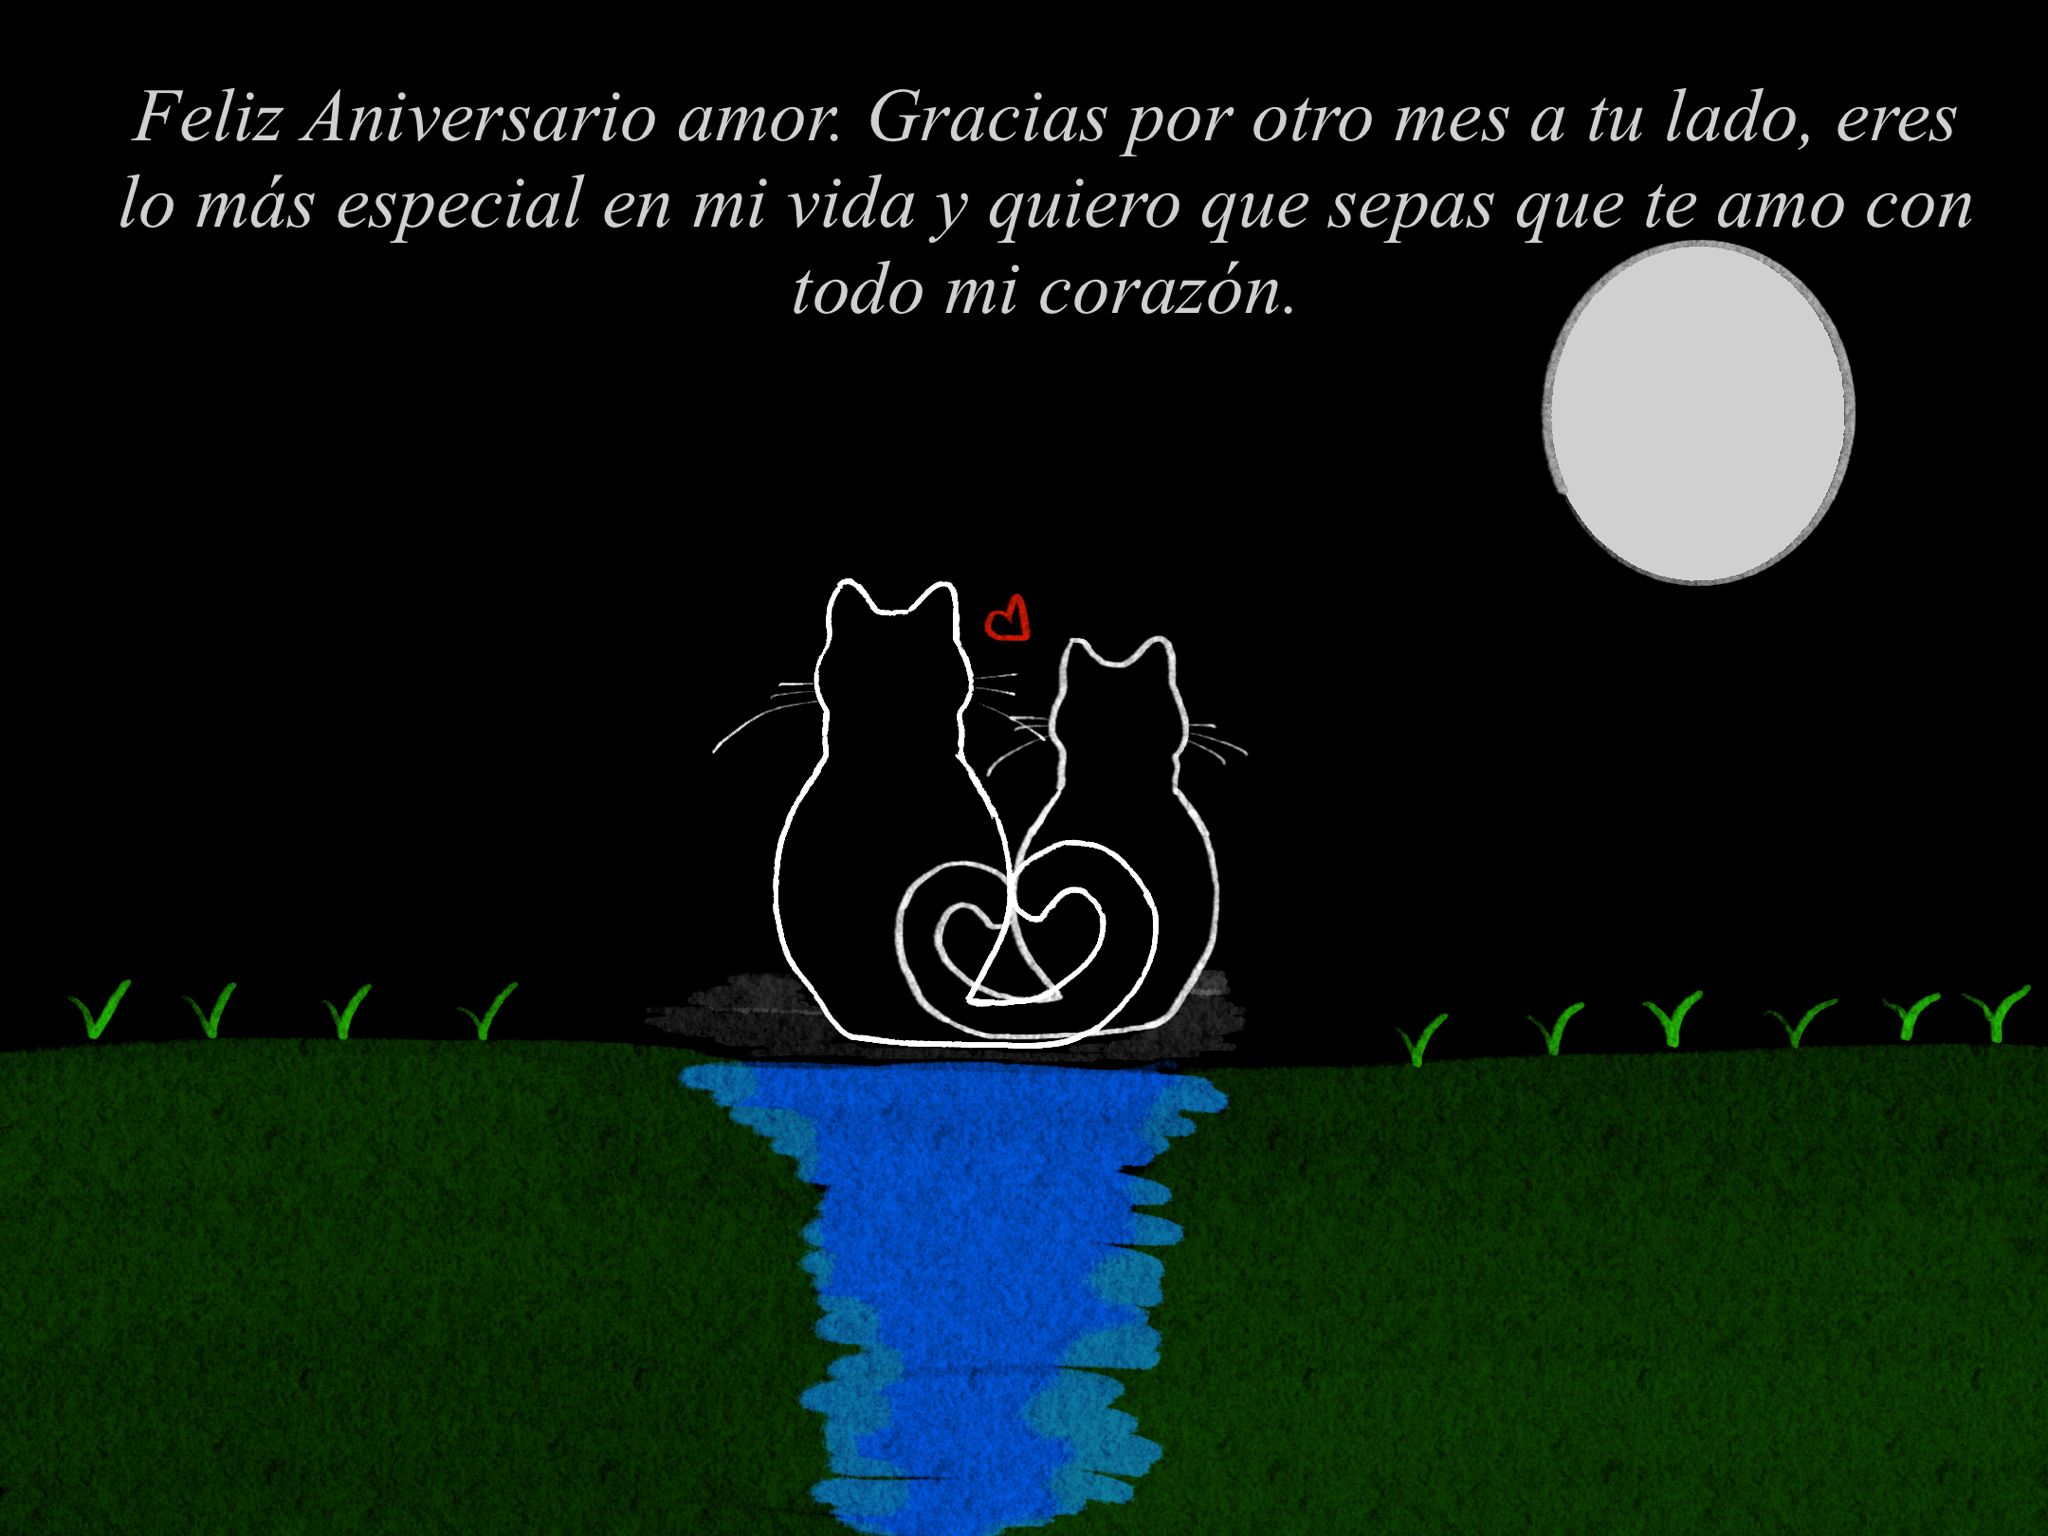 Feliz Aniversario amor. Gracias por otro mes a tu lado, eres
lo más especial en mi vida y quiero que sepas que te amo con
todo mi corazón.